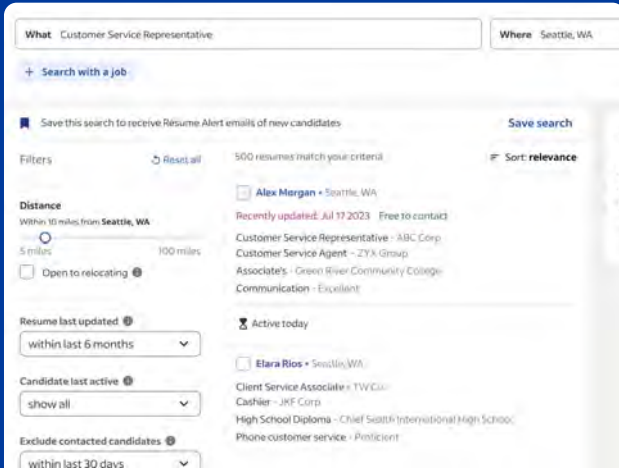 What Customer Service Representative
Where Seattle, WA
+ Search with a job
Save this search to receive Resume Alert emails of new candidates
Save search
Filters
Reset all
500 resumes match your criteria
Sort: relevance
Distance
Within 10 miles from Seattle, WA
5 miles
100 miles
Open to relocating
Resume last updated
within last 6 months
Candidate last active
show all
Exclude contacted candidates
within last 30 days
Alex Morgan • Seattle, WA
Recently updated: Jul 17 2023 Free to contact
Customer Service Representative - ABC Corp
Customer Service Agent - ZYX Group
Associate's - Green River Community College
Communication - Excellent
Active today
Elara Rios • Seattle, WA
Client Service Associate - TW Co.
Cashier - JKF Corp
High School Diploma - Chief Sealth International High School
Phone customer service - Proficient